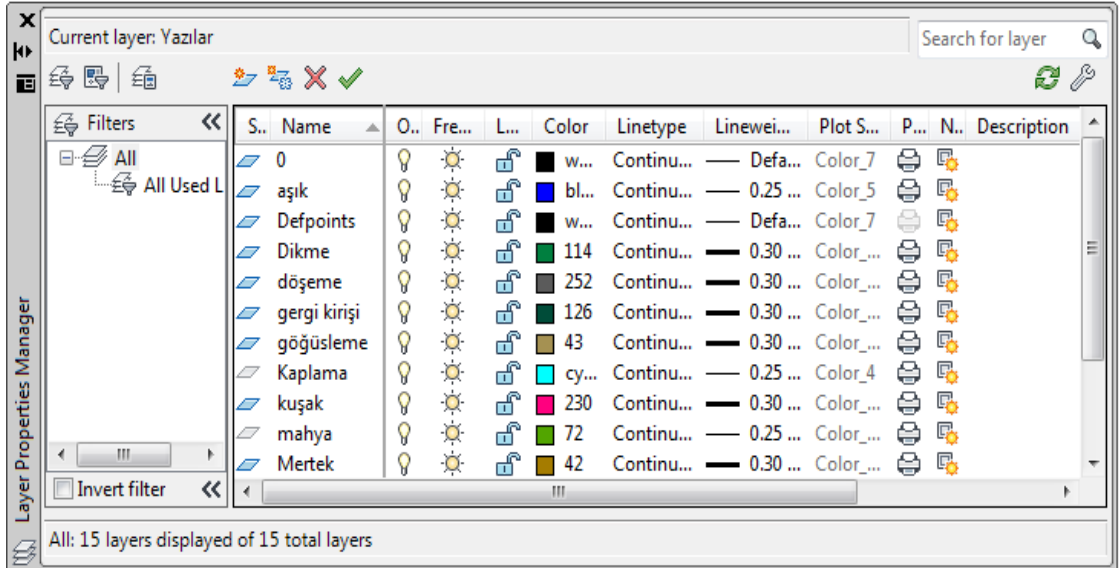 Current layer: Yazılar
Search for layer
Filters
S.. Name O.. Fre... L... Color Linetype Linewei... Plot S... P... N.. Description
All
All Used L
0 w... Continu... Defa... Color_7
aşık bl... Continu... 0.25 ... Color_5
Defpoints w... Continu... Defa... Color_7
Dikme 114 Continu... 0.30 ... Color_...
döşeme 252 Continu... 0.30 ... Color_...
gergi kirişi 126 Continu... 0.30 ... Color_...
göğüsleme 43 Continu... 0.30 ... Color_...
Kaplama cy... Continu... 0.25 ... Color_4
kuşak 230 Continu... 0.30 ... Color_...
mahya 72 Continu... 0.25 ... Color_...
Mertek 42 Continu... 0.30 ... Color_...
Invert filter
All: 15 layers displayed of 15 total layers
Layer Properties Manager